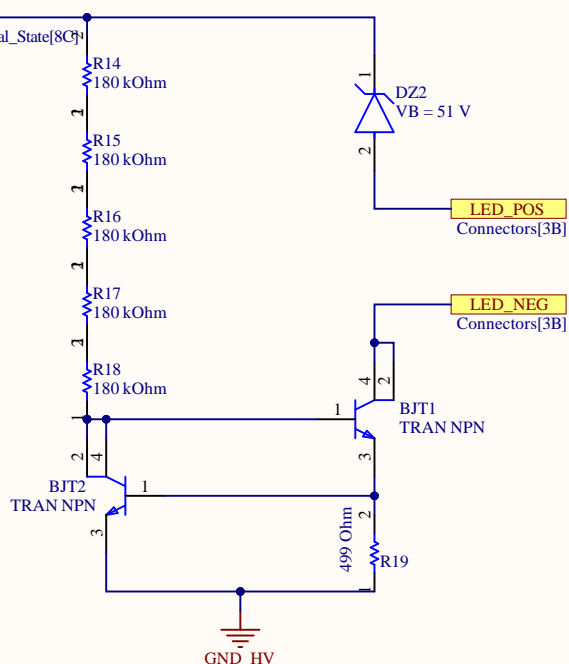 al_State[8C]
2
R14
180 kOhm
1
2
R15
180 kOhm
1
2
R16
180 kOhm
1
2
R17
180 kOhm
1
2
R18
180 kOhm
1
1
DZ2
VB = 51 V
2
LED_POS
Connectors[3B]
LED_NEG
Connectors[3B]
4
2
1
BJT1
TRAN NPN
3
2
4
BJT2
TRAN NPN
1
3
2
499 Ohm
R19
1
GND_HV